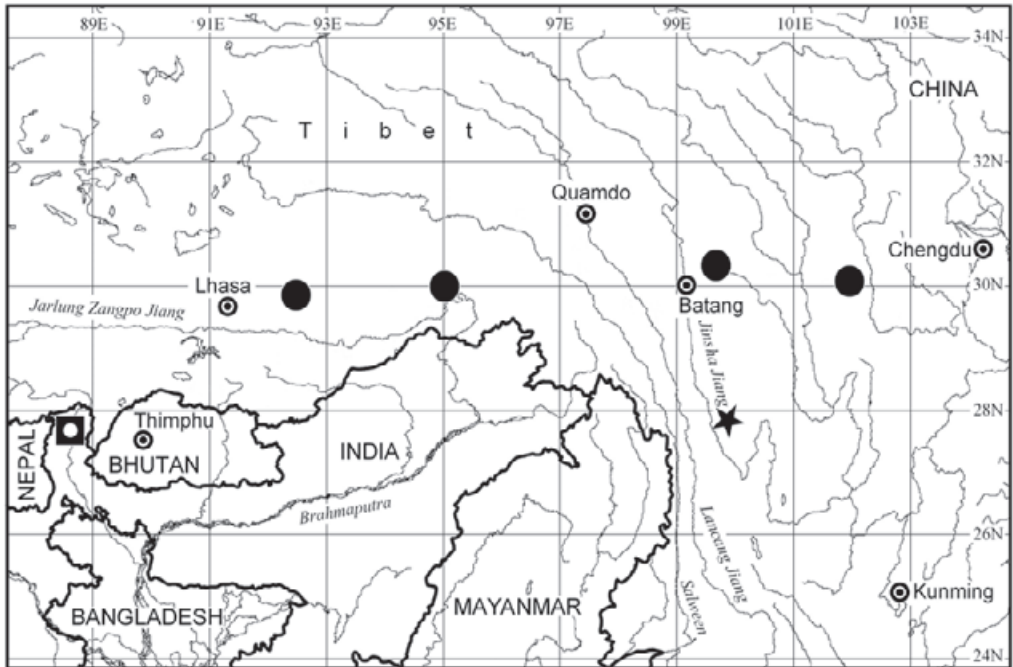 89E 91E 93E 95E 97E 99E 101E 103E
34N
CHINA
T i b e t
32N
Quamdo
Chengdu
Lhasa
30N
Jarlung Zangpo Jiang
Batang
Jinsha Jiang
28N
Thimphu
NEPAL
BHUTAN
INDIA
Brahmaputra
Lancang Jiang
26N
Salween
Kunming
BANGLADESH
MAYANMAR
24N